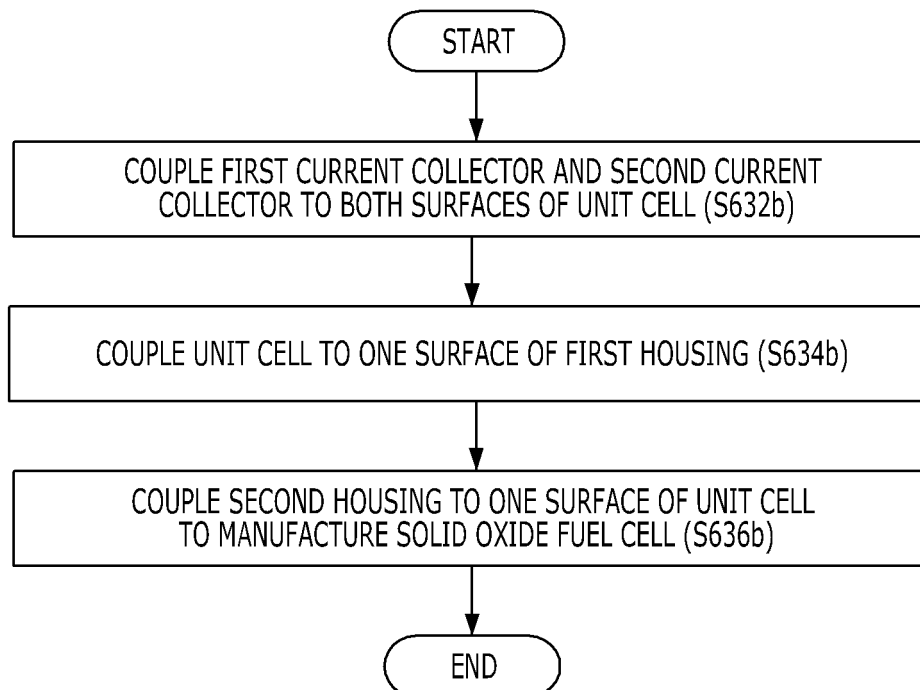 START
COUPLE FIRST CURRENT COLLECTOR AND SECOND CURRENT
COLLECTOR TO BOTH SURFACES OF UNIT CELL (S632b)
COUPLE UNIT CELL TO ONE SURFACE OF FIRST HOUSING (S634b)
COUPLE SECOND HOUSING TO ONE SURFACE OF UNIT CELL
TO MANUFACTURE SOLID OXIDE FUEL CELL (S636b)
END